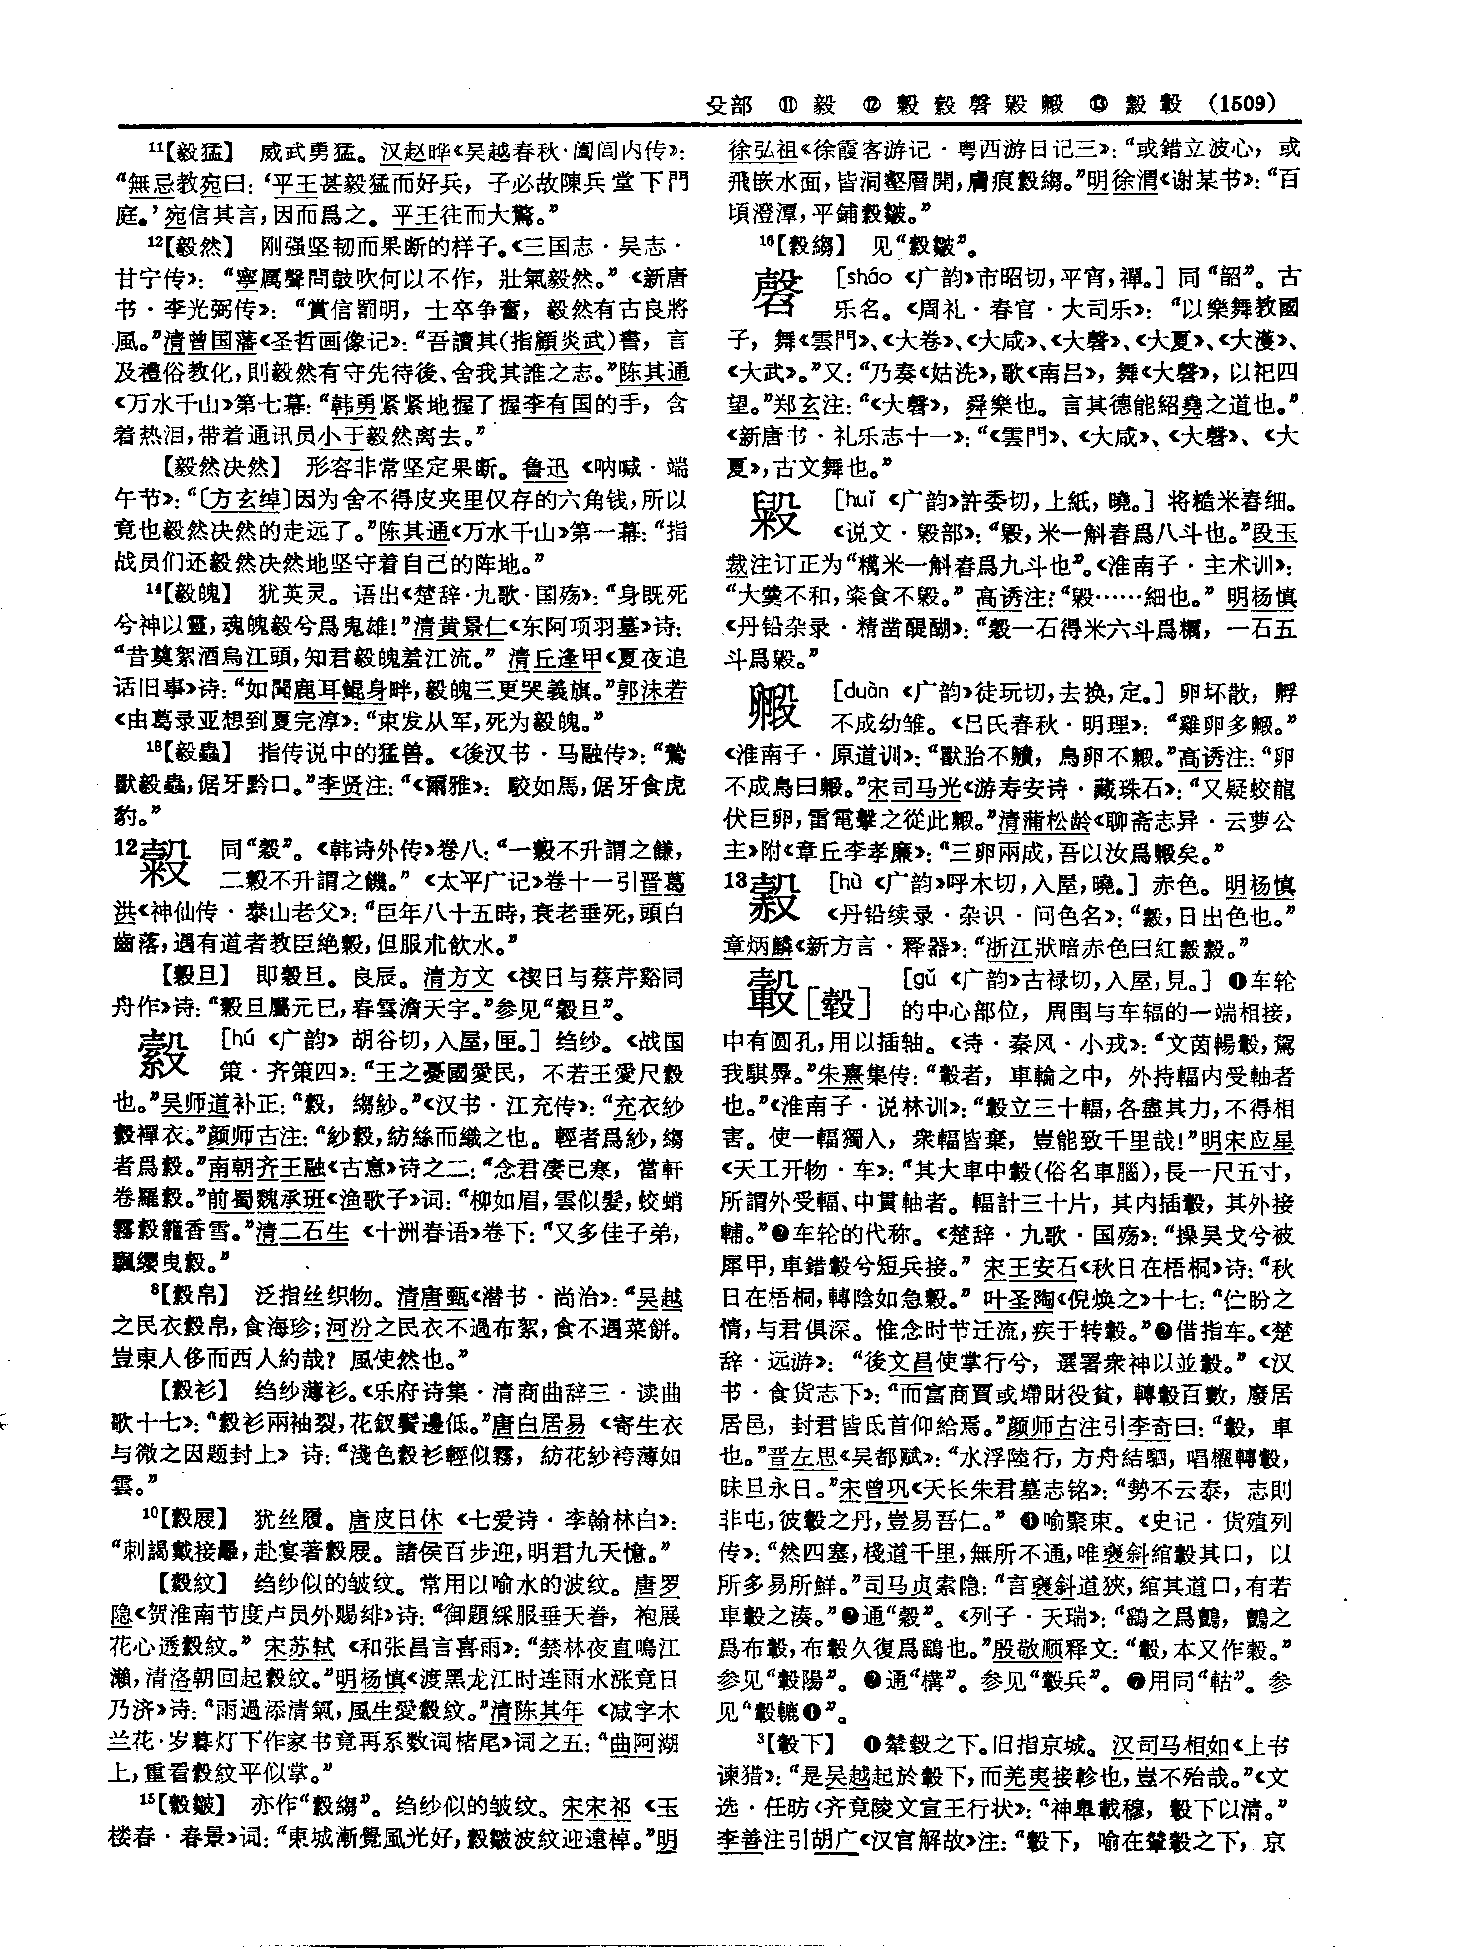 殳部 ⑪ 毅 ⑫ 䅽 縠 磬 毇 毈 ⑬ 㷤 轂 (1509)
¹¹【毅猛】 威武勇猛。汉赵晔《吴越春秋·阖闾内传》：
“無忌教宛曰：‘平王甚毅猛而好兵，子必故陳兵堂下門
庭。’宛信其言，因而爲之。平王往而大驚。”
¹²【毅然】 刚强坚韧而果断的样子。《三国志·吴志·
甘宁传》：“寧厲聲問鼓吹何以不作，壯氣毅然。”《新唐
书·李光弼传》：“賞信罰明，士卒争奮，毅然有古良將
風。”清曾国藩《圣哲画像记》：“吾讀其(指顧炎武)書，言
及禮俗教化，則毅然有守先待後、舍我其誰之志。”陈其通
《万水千山》第七幕：“韩勇紧紧地握了握李有国的手，含
着热泪，带着通讯员小于毅然离去。”
【毅然决然】 形容非常坚定果断。鲁迅《呐喊·端
午节》：“〔方玄绰〕因为舍不得皮夹里仅存的六角钱，所以
竟也毅然决然的走远了。”陈其通《万水千山》第一幕：“指
战员们还毅然决然地坚守着自己的阵地。”
¹⁴【毅魄】 犹英灵。语出《楚辞·九歌·国殇》：“身既死
兮神以靈，魂魄毅兮爲鬼雄！”清黄景仁《东阿项羽墓》诗：
“昔奠絮酒烏江頭，知君毅魄羞江流。”清丘逢甲《夏夜追
话旧事》诗：“如聞鹿耳鯤身畔，毅魄三更哭義旗。”郭沫若
《由葛录亚想到夏完淳》：“束发从军，死为毅魄。”
¹⁸【毅蟲】 指传说中的猛兽。《後汉书·马融传》：“鷙
獸毅蟲，倨牙黔口。”李贤注：“《爾雅》：駮如馬，倨牙食虎
豹。”
12 䅽 同“穀”。《韩诗外传》卷八：“一䅽不升謂之鎌，
二䅽不升謂之饑。”《太平广记》卷十一引晋葛
洪《神仙传·泰山老父》：“臣年八十五時，衰老垂死，頭白
齒落，遇有道者教臣絶䅽，但服朮飲水。”
【䅽旦】 即穀旦。良辰。清方文《禊日与蔡芹谿同
舟作》诗：“䅽旦屬元巳，春雲澹天宇。”参见“穀旦”。
縠 [hú 《广韵》胡谷切，入屋，匣。] 绉纱。《战国
策·齐策四》：“王之憂國愛民，不若王愛尺縠
也。”吴师道补正：“縠，縐紗。”《汉书·江充传》：“充衣紗
縠襌衣。”颜师古注：“紗縠，紡絲而織之也。輕者爲紗，縐
者爲縠。”南朝齐王融《古意》诗之二：“念君凄已寒，當軒
卷羅縠。”前蜀魏承班《渔歌子》词：“柳如眉，雲似髮，蛟蛸
霧縠籠香雪。”清二石生《十洲春语》卷下：“又多佳子弟，
飄纓曳縠。”
⁸【縠帛】 泛指丝织物。清唐甄《潜书·尚治》：“吴越
之民衣縠帛，食海珍；河汾之民衣不過布絮，食不過菜餅。
豈東人侈而西人約哉？風使然也。”
【縠衫】 绉纱薄衫。《乐府诗集·清商曲辞三·读曲
歌十七》：“縠衫兩袖裂，花釵鬢邊低。”唐白居易《寄生衣
与微之因题封上》诗：“淺色縠衫輕似霧，紡花紗袴薄如
雲。”
¹⁰【縠屐】 犹丝履。唐皮日休《七爱诗·李翰林白》：
“刺謁戴接䍦，赴宴著縠屐。諸侯百步迎，明君九天憶。”
【縠紋】 绉纱似的皱纹。常用以喻水的波纹。唐罗
隐《贺淮南节度卢员外赐绯》诗：“御題綵服垂天眷，袍展
花心透縠紋。”宋苏轼《和张昌言喜雨》：“禁林夜直鳴江
瀨，清洛朝回起縠紋。”明杨慎《渡黑龙江时连雨水涨竟日
乃济》诗：“雨過添清氣，風生愛縠紋。”清陈其年《减字木
兰花·岁暮灯下作家书竟再系数词楮尾》词之五：“曲阿湖
上，重看縠紋平似掌。”
¹⁵【縠皺】 亦作“縠縐”。绉纱似的皱纹。宋宋祁《玉
楼春·春景》词：“東城漸覺風光好，縠皺波紋迎遠棹。”明
徐弘祖《徐霞客游记·粤西游日记三》：“或錯立波心，或
飛嵌水面，皆洞壑層開，膚痕縠縐。”明徐渭《谢某书》：“百
頃澄潭，平鋪縠皺。”
¹⁶【縠縐】 见“縠皺”。
磬 [sháo 《广韵》市昭切，平宵，禪。] 同“韶”。古
乐名。《周礼·春官·大司乐》：“以樂舞教國
子，舞《雲門》、《大卷》、《大咸》、《大磬》、《大夏》、《大濩》、
《大武》。”又：“乃奏《姑洗》，歌《南吕》，舞《大磬》，以祀四
望。”郑玄注：“《大磬》，舜樂也。言其德能紹堯之道也。”
《新唐书·礼乐志十一》：“《雲門》、《大咸》、《大磬》、《大
夏》，古文舞也。”
毇 [huǐ 《广韵》許委切，上紙，曉。] 将糙米舂细。
《说文·毇部》：“毇，米一斛舂爲八斗也。”段玉
裁注订正为“糲米一斛舂爲九斗也”。《淮南子·主术训》：
“大羹不和，粢食不毇。”高诱注：“毇……細也。”明杨慎
《丹铅杂录·精凿醍醐》：“穀一石得米六斗爲糲，一石五
斗爲毇。”
毈 [duàn 《广韵》徒玩切，去换，定。] 卵坏散，孵
不成幼雏。《吕氏春秋·明理》：“雞卵多毈。”
《淮南子·原道训》：“獸胎不贕，鳥卵不毈。”高诱注：“卵
不成鳥曰毈。”宋司马光《游寿安诗·藏珠石》：“又疑蛟龍
伏巨卵，雷電擊之從此毈。”清蒲松龄《聊斋志异·云萝公
主》附《章丘李孝廉》：“三卵兩成，吾以汝爲毈矣。”
13 㷤 [hù 《广韵》呼木切，入屋，曉。] 赤色。明杨慎
《丹铅续录·杂识·问色名》：“㷤，日出色也。”
章炳麟《新方言·释器》：“浙江狀暗赤色曰紅㷤㷤。”
轂[毂] [gǔ 《广韵》古禄切，入屋，見。] ❶车轮
的中心部位，周围与车辐的一端相接，
中有圆孔，用以插轴。《诗·秦风·小戎》：“文茵暢轂，駕
我騏馵。”朱熹集传：“轂者，車輪之中，外持輻内受軸者
也。”《淮南子·说林训》：“轂立三十輻，各盡其力，不得相
害。使一輻獨入，衆輻皆棄，豈能致千里哉！”明宋应星
《天工开物·车》：“其大車中轂(俗名車腦)，長一尺五寸，
所謂外受輻、中貫軸者。輻計三十片，其内插轂，其外接
輔。”❷车轮的代称。《楚辞·九歌·国殇》：“操吴戈兮被
犀甲，車錯轂兮短兵接。”宋王安石《秋日在梧桐》诗：“秋
日在梧桐，轉陰如急轂。”叶圣陶《倪焕之》十七：“伫盼之
情，与君俱深。惟念时节迁流，疾于转轂。”❸借指车。《楚
辞·远游》：“後文昌使掌行兮，選署衆神以並轂。”《汉
书·食货志下》：“而富商賈或墆財役貧，轉轂百數，廢居
居邑，封君皆氐首仰給焉。”颜师古注引李奇曰：“轂，車
也。”晋左思《吴都赋》：“水浮陸行，方舟結駟，唱櫂轉轂，
昧旦永日。”宋曾巩《天长朱君墓志铭》：“勢不云泰，志則
非屯，彼轂之丹，豈易吾仁。”❹喻聚束。《史记·货殖列
传》：“然四塞，棧道千里，無所不通，唯褒斜綰轂其口，以
所多易所鮮。”司马贞索隐：“言褒斜道狹，綰其道口，有若
車轂之湊。”❺通“穀”。《列子·天瑞》：“鷂之爲鸇，鸇之
爲布轂，布轂久復爲鷂也。”殷敬顺释文：“轂，本又作穀。”
参见“轂陽”。❻通“構”。参见“轂兵”。❼用同“軲”。参
见“轂轆❶”。
³【轂下】 ❶辇毂之下。旧指京城。汉司马相如《上书
谏猎》：“是吴越起於轂下，而羌夷接軫也，豈不殆哉。”《文
选·任昉〈齐竟陵文宣王行状》：“神皋載穆，轂下以清。”
李善注引胡广《汉官解故》注：“轂下，喻在輦轂之下，京